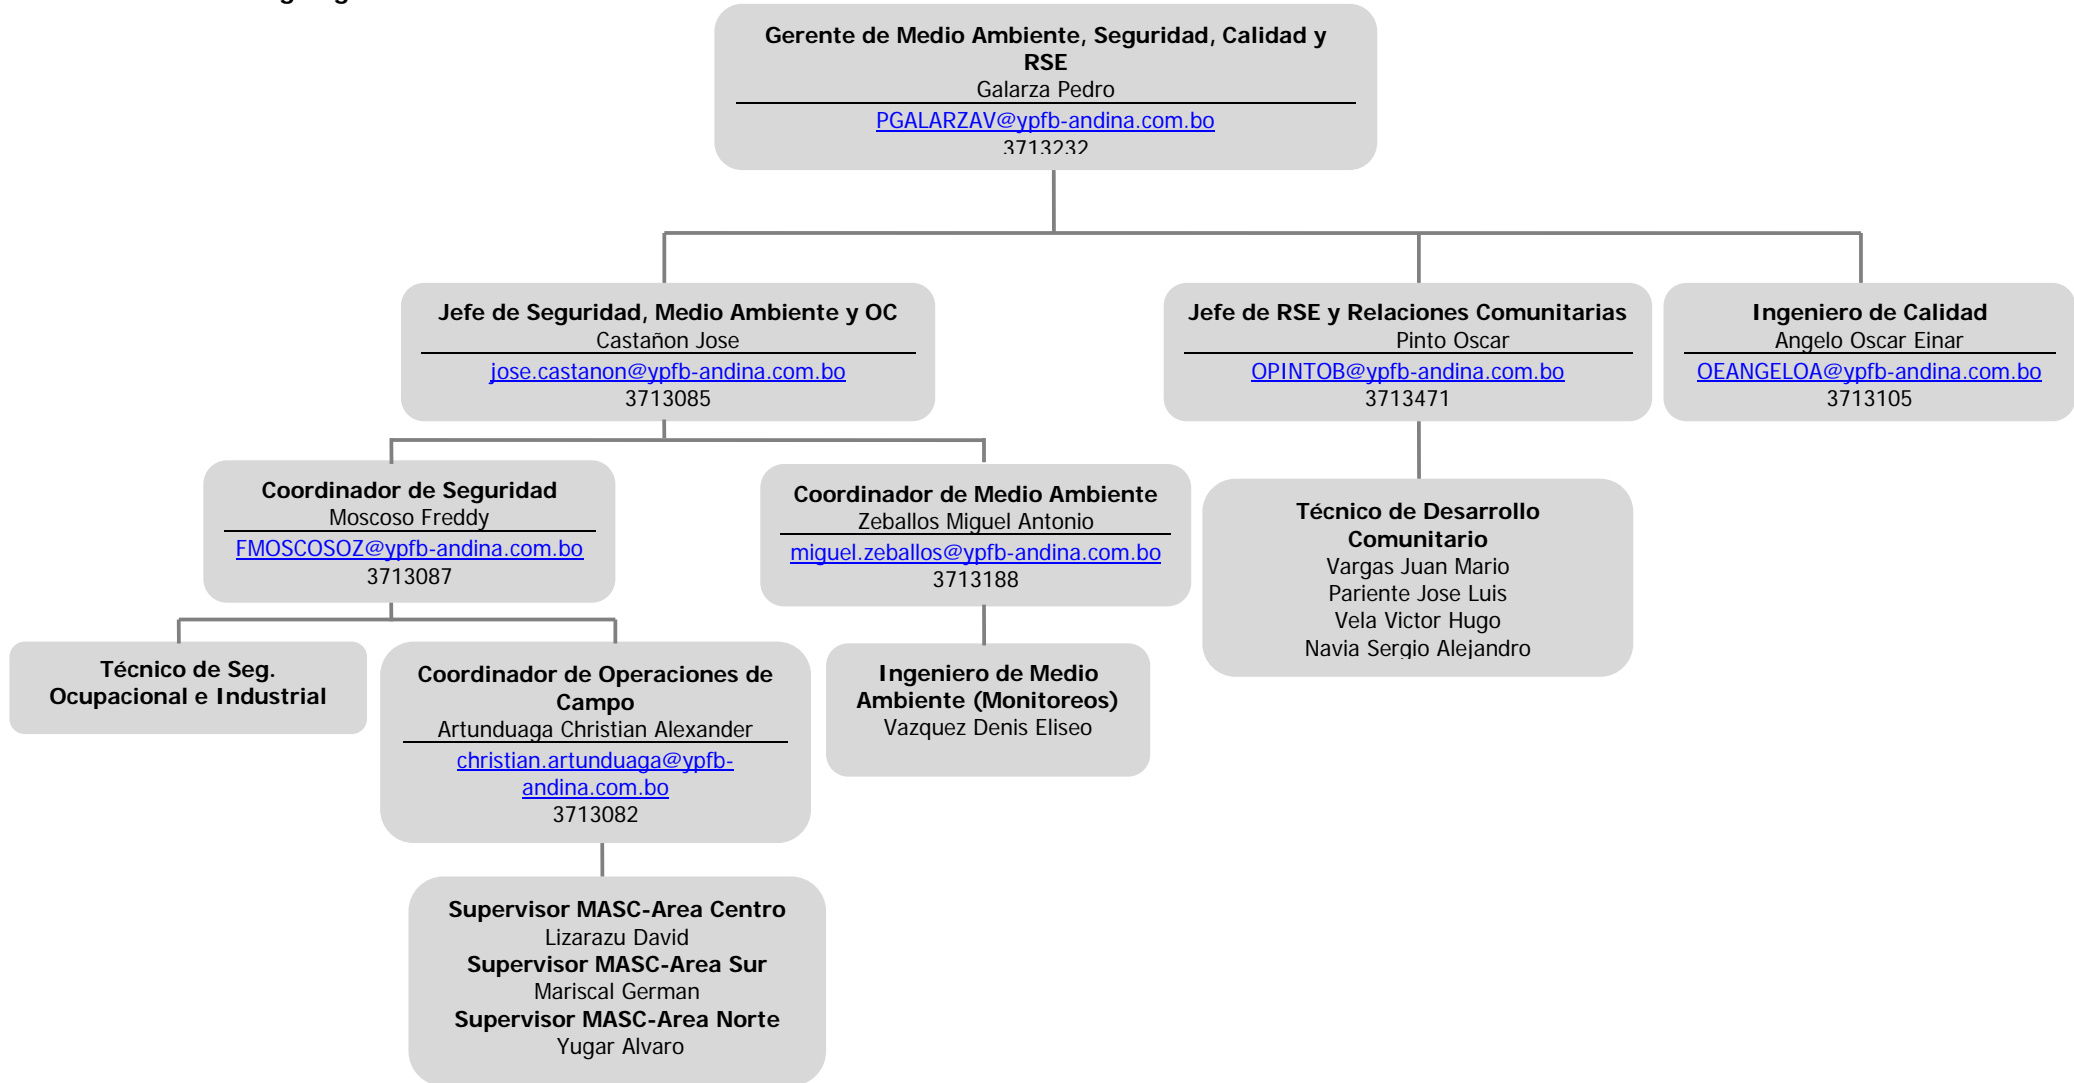 Gerente de Medio Ambiente, Seguridad, Calidad y
RSE
Galarza Pedro
PGALARZAV@ypfb-andina.com.bo
3713232
Jefe de Seguridad, Medio Ambiente y OC
Castañon Jose
jose.castanon@ypfb-andina.com.bo
3713085
Jefe de RSE y Relaciones Comunitarias
Pinto Oscar
OPINTOB@ypfb-andina.com.bo
3713471
Ingeniero de Calidad
Angelo Oscar Einar
OEANGELOA@ypfb-andina.com.bo
3713105
Coordinador de Seguridad
Moscoso Freddy
FMOSCOSOZ@ypfb-andina.com.bo
3713087
Coordinador de Medio Ambiente
Zeballos Miguel Antonio
miguel.zeballos@ypfb-andina.com.bo
3713188
Técnico de Desarrollo
Comunitario
Vargas Juan Mario
Pariente Jose Luis
Vela Victor Hugo
Navia Sergio Alejandro
Técnico de Seg.
Ocupacional e Industrial
Coordinador de Operaciones de
Campo
Artunduaga Christian Alexander
christian.artunduaga@ypfb-
andina.com.bo
3713082
Ingeniero de Medio
Ambiente (Monitoreos)
Vazquez Denis Eliseo
Supervisor MASC-Area Centro
Lizarazu David
Supervisor MASC-Area Sur
Mariscal German
Supervisor MASC-Area Norte
Yugar Alvaro